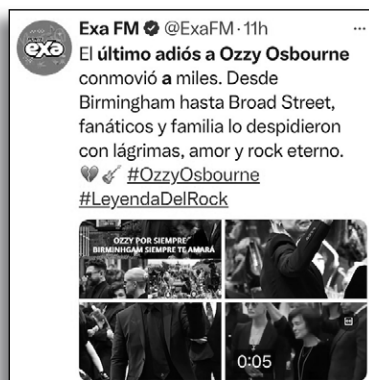 exa
Exa FM @ExaFM · 11h
El último adiós a Ozzy Osbourne
conmovió a miles. Desde
Birmingham hasta Broad Street,
fanáticos y familia lo despidieron
con lágrimas, amor y rock eterno.
💔🎸 #OzzyOsbourne
#LeyendaDelRock
OZZY POR SIEMPRE
BIRMINHGAM SIEMPRE TE AMARÁ
0:05